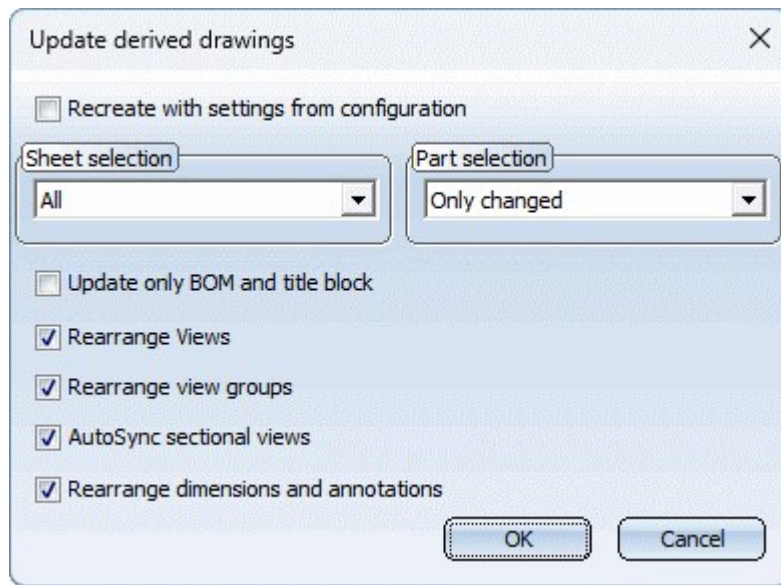 Update derived drawings
Recreate with settings from configuration
Sheet selection
Part selection
All
Only changed
Update only BOM and title block
Rearrange Views
Rearrange view groups
AutoSync sectional views
Rearrange dimensions and annotations
OK
Cancel